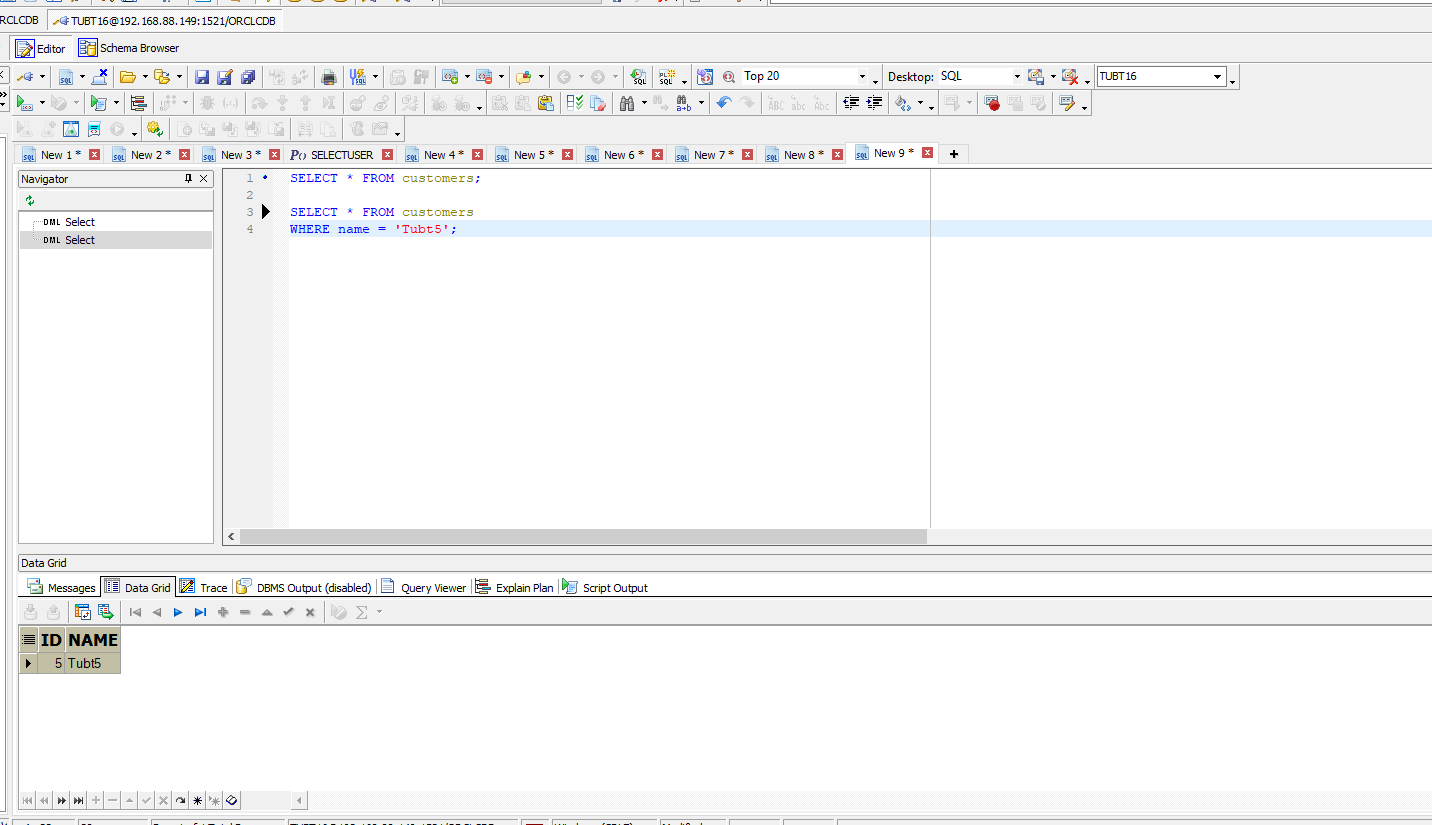 RCLCDB TUBT16@192.168.88.149:1521/ORCLCDB
Editor Schema Browser
Top 20 Desktop: SQL TUBT16
New 1 * New 2 * New 3 * SELECTUSER New 4 * New 5 * New 6 * New 7 * New 8 * New 9 *
Navigator
DML Select
DML Select
1 SELECT * FROM customers;
2
3 SELECT * FROM customers
4 WHERE name = 'Tubt5';
Data Grid
Messages Data Grid Trace DBMS Output (disabled) Query Viewer Explain Plan Script Output
ID NAME
5 Tubt5